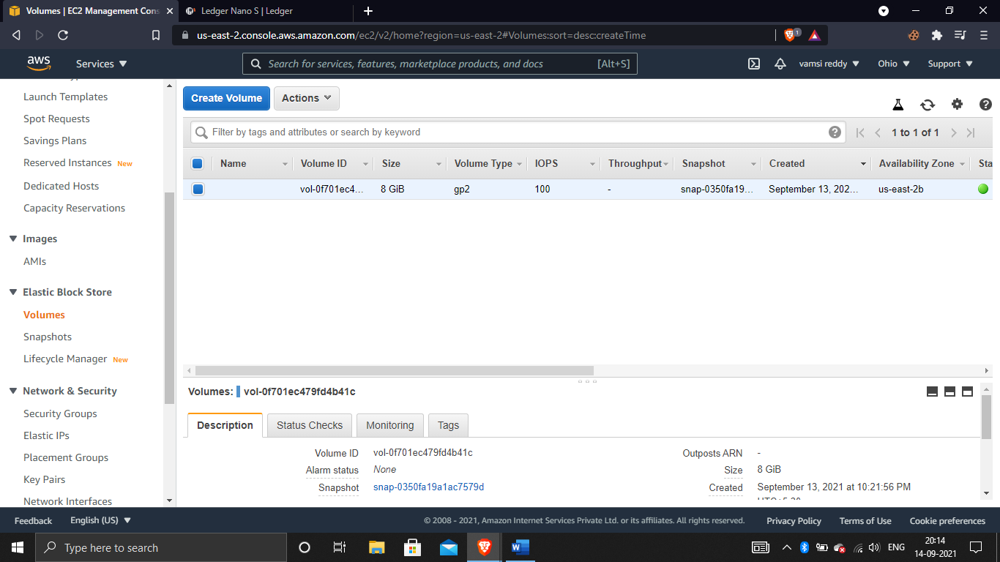 Volumes | EC2 Management Cons
Ledger Nano S | Ledger
us-east-2.console.aws.amazon.com/ec2/v2/home?region=us-east-2#Volumes:sort=desc:createTime
1
aws
Services
Search for services, features, marketplace products, and docs
[Alt+S]
vamsi reddy
Ohio
Support
Launch Templates
Spot Requests
Savings Plans
Reserved Instances New
Dedicated Hosts
Capacity Reservations
Images
AMIs
Elastic Block Store
Volumes
Snapshots
Lifecycle Manager New
Network & Security
Security Groups
Elastic IPs
Placement Groups
Key Pairs
Network Interfaces
Create Volume
Actions
Filter by tags and attributes or search by keyword
1 to 1 of 1
Name Volume ID Size Volume Type IOPS Throughput Snapshot Created Availability Zone Sta
vol-0f701ec4... 8 GiB gp2 100 - snap-0350fa19... September 13, 202... us-east-2b
Volumes: vol-0f701ec479fd4b41c
Description
Status Checks
Monitoring
Tags
Volume ID vol-0f701ec479fd4b41c
Alarm status None
Snapshot snap-0350fa19a1ac7579d
Outposts ARN -
Size 8 GiB
Created September 13, 2021 at 10:21:56 PM
Feedback
English (US)
© 2008 - 2021, Amazon Internet Services Private Ltd. or its affiliates. All rights reserved.
Privacy Policy
Terms of Use
Cookie preferences
Type here to search
ENG
20:14
14-09-2021